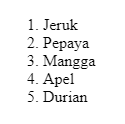 1. Jeruk
2. Pepaya
3. Mangga
4. Apel
5. Durian